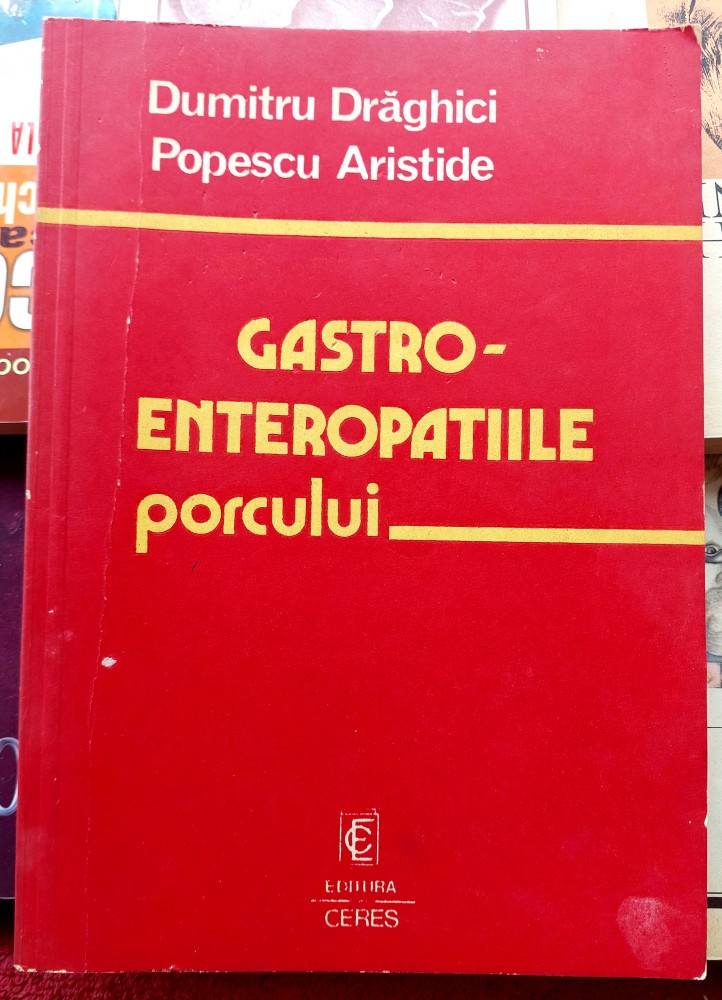 Dumitru Drăghici
Popescu Aristide
GASTRO-
ENTEROPATIILE
porcului
EDITURA
CERES